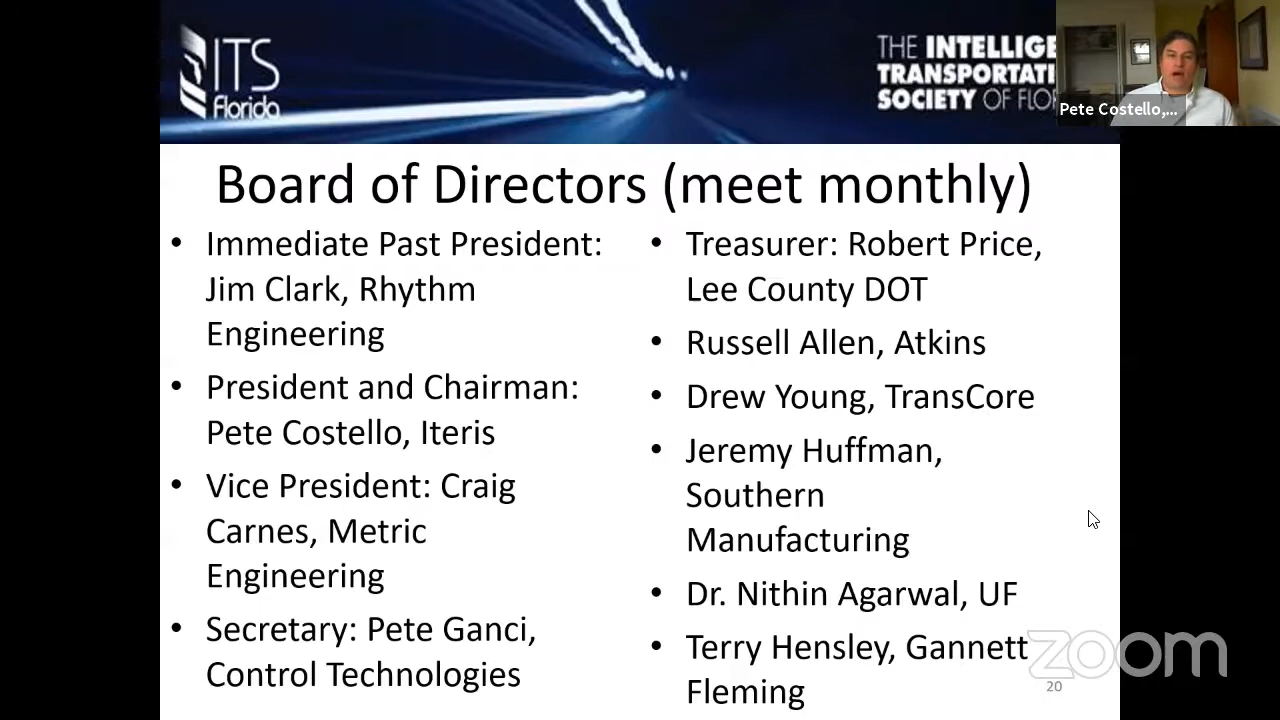 ITS
Florida
THE INTELLIGE
TRANSPORTATI
SOCIETY OF FLO
Pete Costello,...
Board of Directors (meet monthly)
• Immediate Past President:
Jim Clark, Rhythm
Engineering
• President and Chairman:
Pete Costello, Iteris
• Vice President: Craig
Carnes, Metric
Engineering
• Secretary: Pete Ganci,
Control Technologies
• Treasurer: Robert Price,
Lee County DOT
• Russell Allen, Atkins
• Drew Young, TransCore
• Jeremy Huffman,
Southern
Manufacturing
• Dr. Nithin Agarwal, UF
• Terry Hensley, Gannett
Fleming
zoom
20